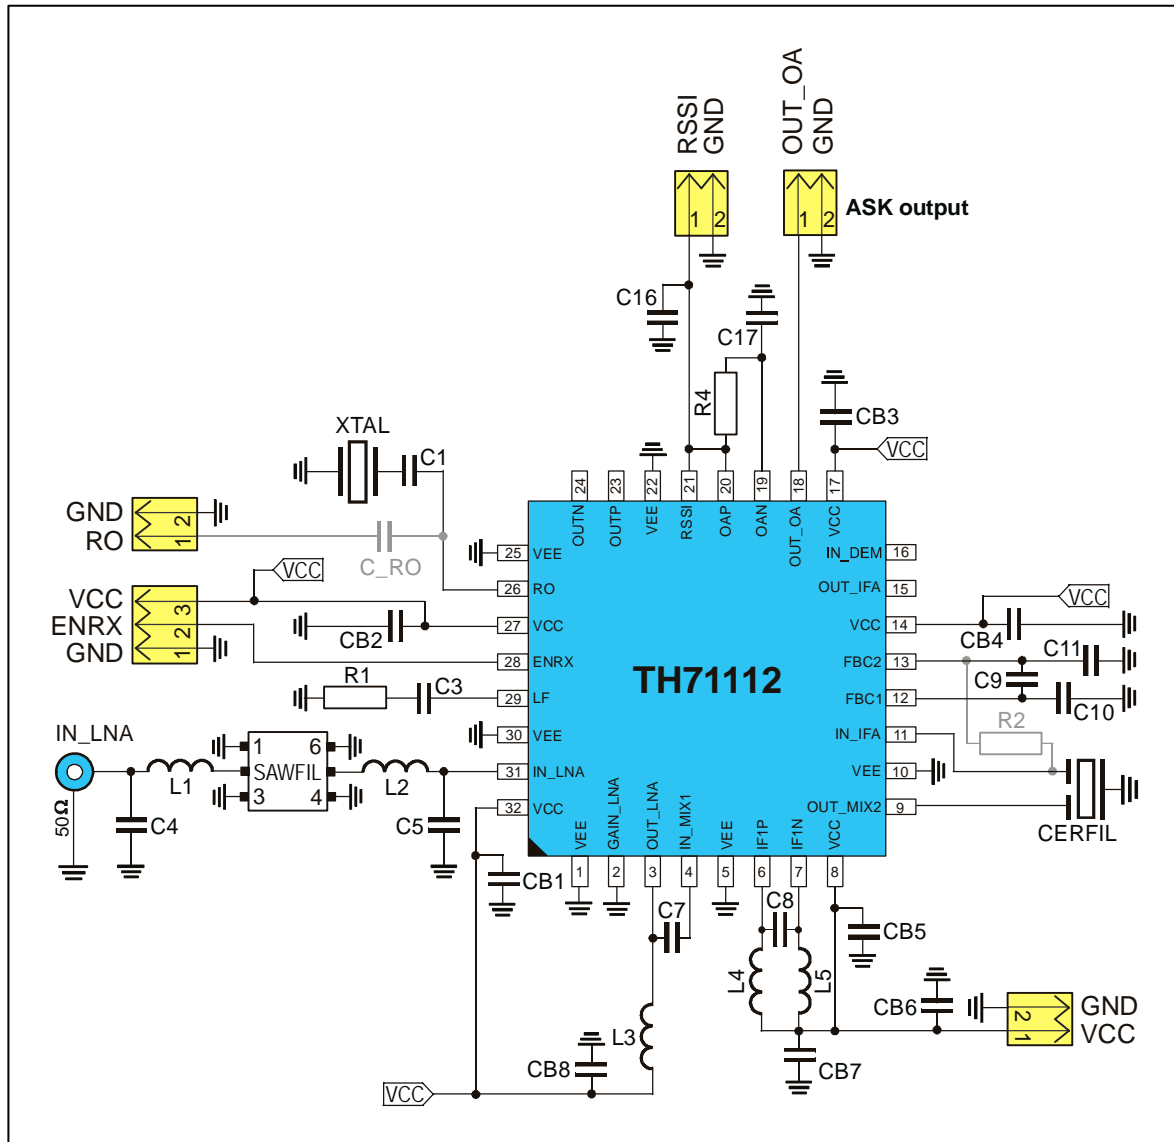 RSSI
GND
OUT_OA
GND
1
2
1
2
ASK output
C16
C17
R4
CB3
VCC
XTAL
C1
GND
2
RO
1
C_RO
VCC
VCC
3
ENRX
2
GND
1
CB2
R1
C3
IN_LNA
50Ω
L1
1
6
SAWFIL
3
4
L2
C4
C5
24
23
22
21
20
19
18
17
OUTN
OUTP
VEE
RSSI
OAP
OAN
OUT_OA
VCC
25
VEE
26
RO
27
VCC
28
ENRX
29
LF
30
VEE
31
IN_LNA
32
VCC
TH71112
IN_DEM
16
OUT_IFA
15
VCC
14
FBC2
13
FBC1
12
IN_IFA
11
VEE
10
OUT_MIX2
9
VEE
GAIN_LNA
OUT_LNA
IN_MIX1
VEE
IF1P
IF1N
VCC
1
2
3
4
5
6
7
8
VCC
CB4
C11
C9
C10
R2
CERFIL
CB1
C7
C8
CB5
L4
L5
CB6
GND
2
VCC
1
L3
CB8
CB7
VCC